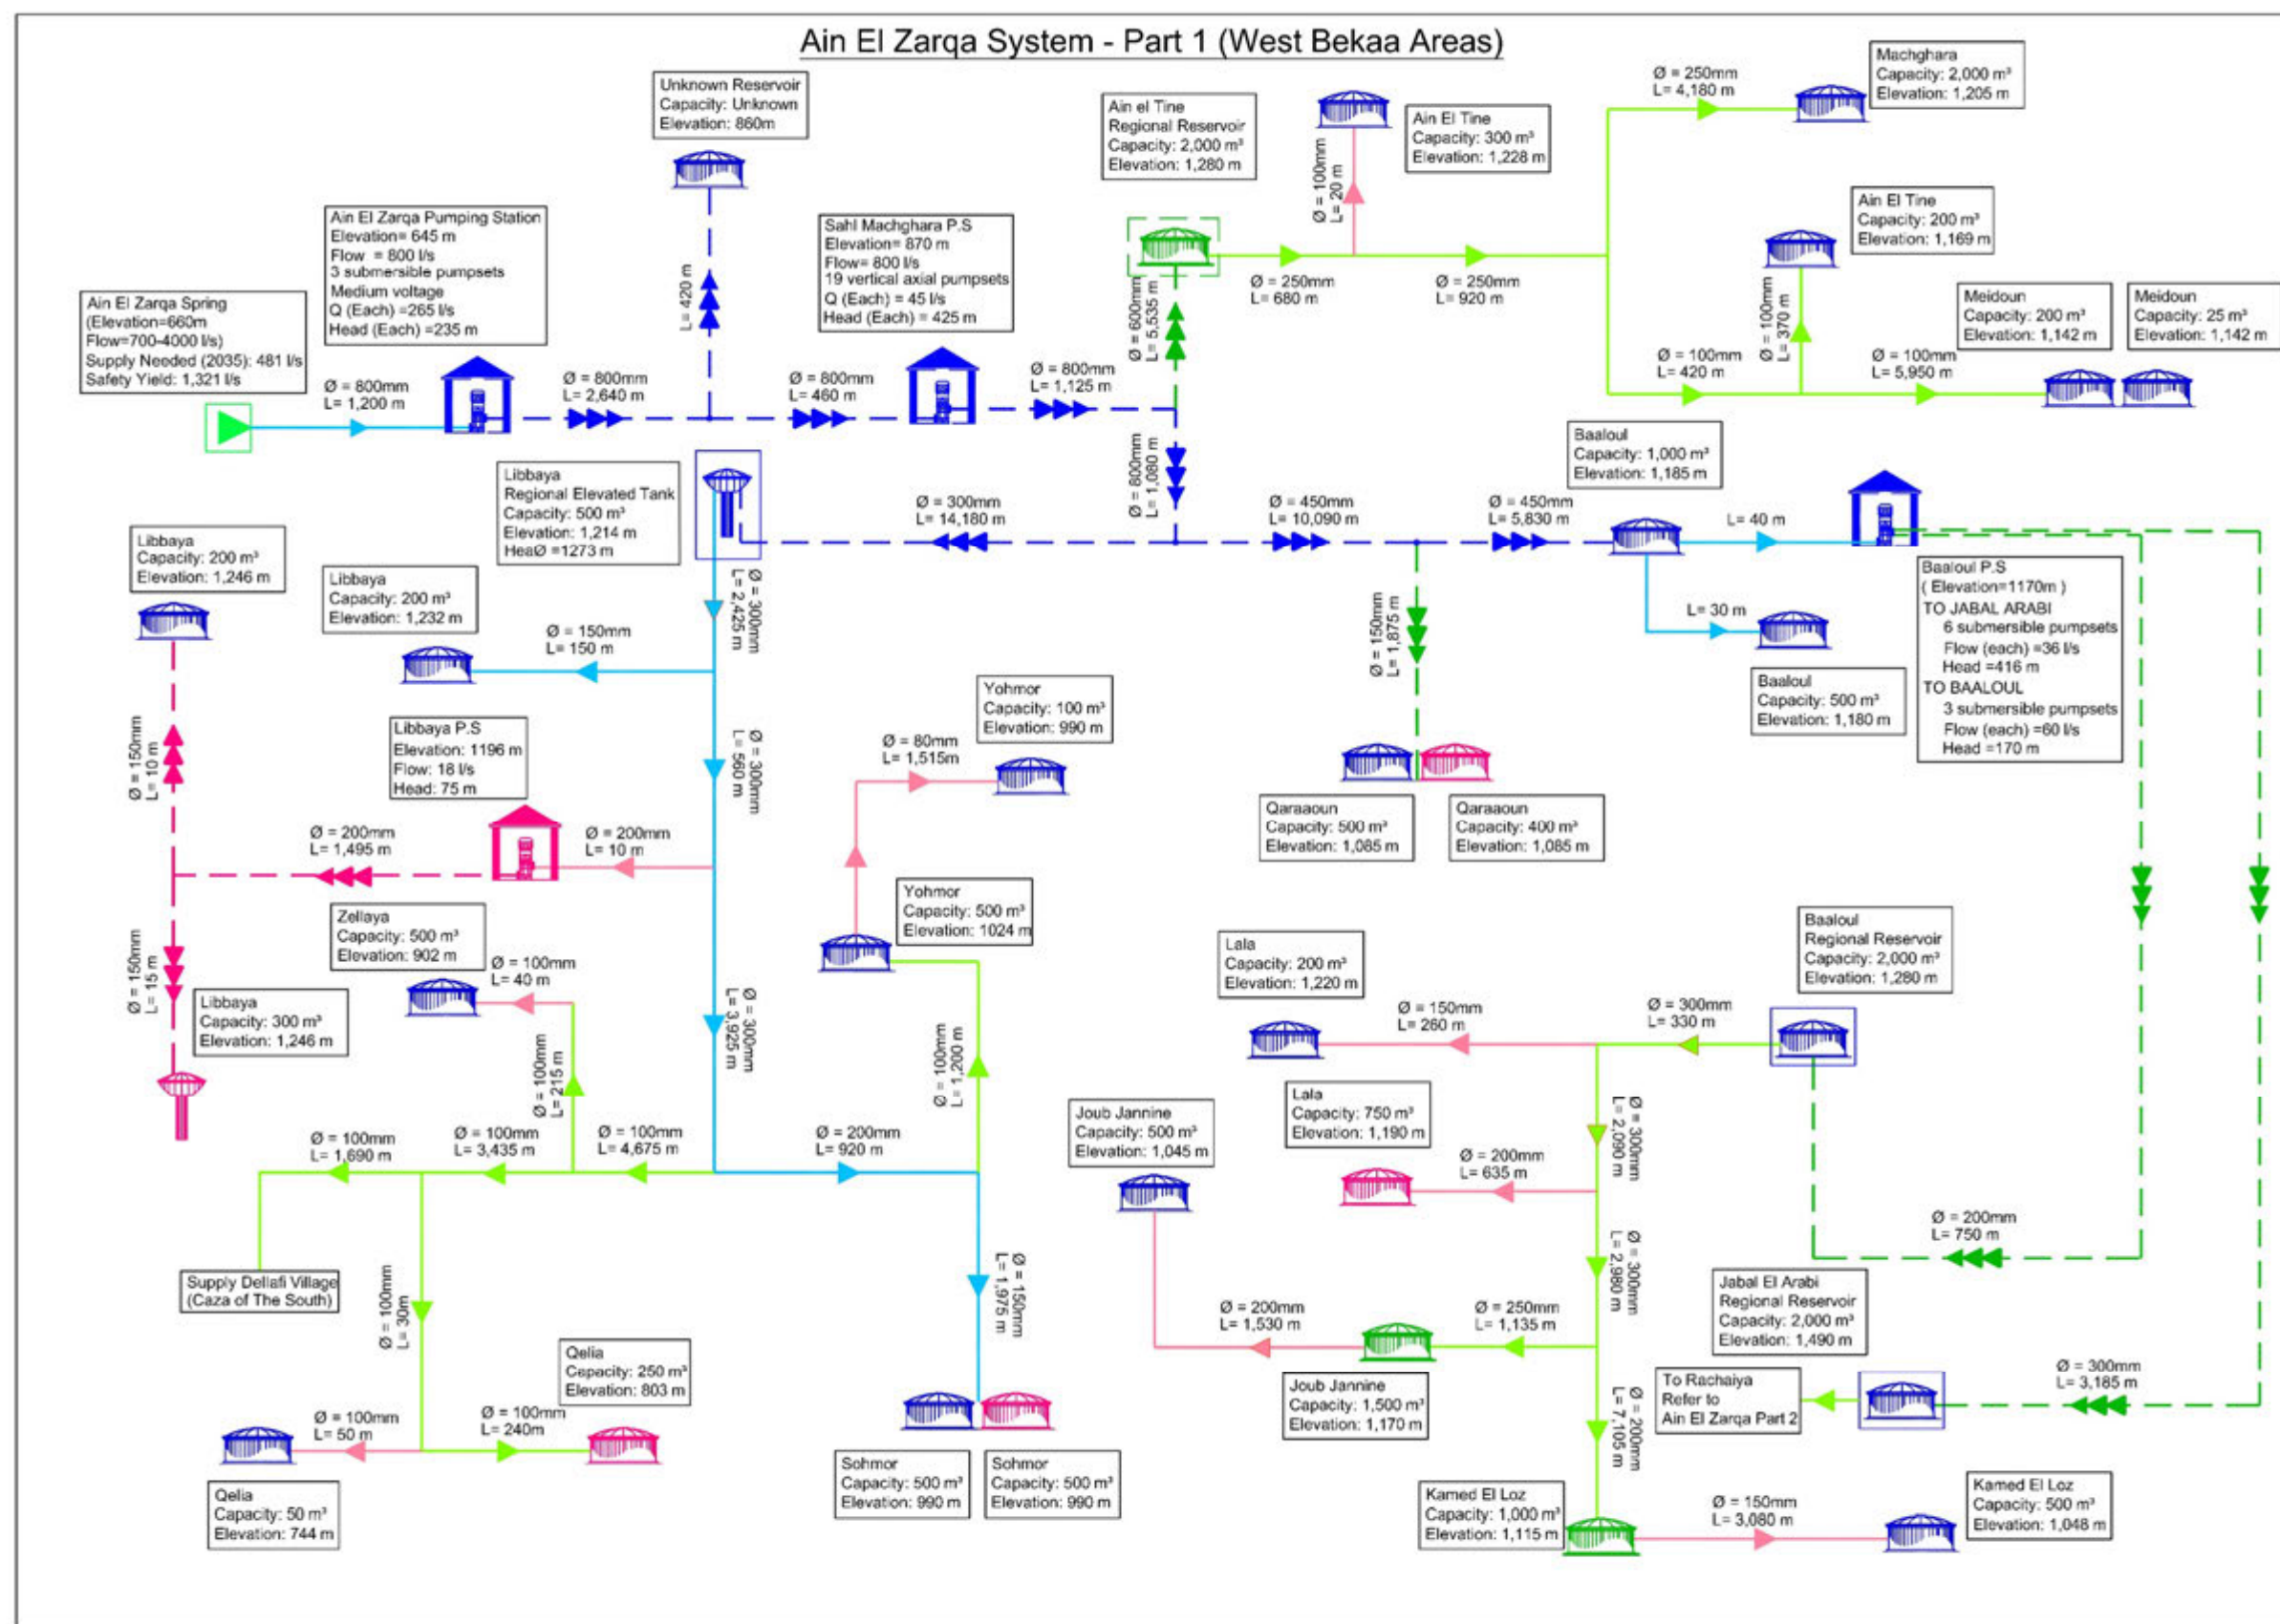 Ain El Zarqa System - Part 1 (West Bekaa Areas)
Unknown Reservoir
Capacity: Unknown
Elevation: 860m
Ain el Tine
Regional Reservoir
Capacity: 2,000 m³
Elevation: 1,280 m
Ain El Tine
Capacity: 300 m³
Elevation: 1,228 m
Ø = 250mm
L= 4,180 m
Machghara
Capacity: 2,000 m³
Elevation: 1,205 m
Ø = 100mm
L= 20 m
Ain El Zarqa Spring
(Elevation=660m
Flow=700-4000 l/s)
Supply Needed (2035): 481 l/s
Safety Yield: 1,321 l/s
Ain El Zarqa Pumping Station
Elevation= 645 m
Flow = 800 l/s
3 submersible pumpsets
Medium voltage
Q (Each) =265 l/s
Head (Each) =235 m
L= 420 m
Sahl Machghara P.S
Elevation= 870 m
Flow= 800 l/s
19 vertical axial pumpsets
Q (Each) = 45 l/s
Head (Each) = 425 m
Ø = 600mm
L= 5,535 m
Ø = 250mm
L= 680 m
Ø = 250mm
L= 920 m
Ain El Tine
Capacity: 200 m³
Elevation: 1,169 m
Ø = 100mm
L= 370 m
Meidoun
Capacity: 200 m³
Elevation: 1,142 m
Meidoun
Capacity: 25 m³
Elevation: 1,142 m
Ø = 800mm
L= 1,200 m
Ø = 800mm
L= 2,640 m
Ø = 800mm
L= 460 m
Ø = 800mm
L= 1,125 m
Ø = 100mm
L= 420 m
Ø = 100mm
L= 5,950 m
Ø = 800mm
L= 1,080 m
Libbaya
Regional Elevated Tank
Capacity: 500 m³
Elevation: 1,214 m
HeaØ =1273 m
Ø = 300mm
L= 14,180 m
Ø = 450mm
L= 10,090 m
Ø = 450mm
L= 5,830 m
Baaloul
Capacity: 1,000 m³
Elevation: 1,185 m
L= 40 m
L= 30 m
Baaloul
Capacity: 500 m³
Elevation: 1,180 m
Baaloul P.S
( Elevation=1170m )
TO JABAL ARABI
6 submersible pumpsets
Flow (each) =36 l/s
Head =416 m
TO BAALOUL
3 submersible pumpsets
Flow (each) =60 l/s
Head =170 m
Libbaya
Capacity: 200 m³
Elevation: 1,246 m
Libbaya
Capacity: 200 m³
Elevation: 1,232 m
Ø = 150mm
L= 150 m
Ø = 300mm
L= 2,425 m
Ø = 150mm
L= 1,875 m
Ø = 150mm
L= 10 m
Libbaya P.S
Elevation: 1196 m
Flow: 18 l/s
Head: 75 m
Ø = 300mm
L= 560 m
Ø = 80mm
L= 1,515m
Yohmor
Capacity: 100 m³
Elevation: 990 m
Qaraaoun
Capacity: 500 m³
Elevation: 1,085 m
Qaraaoun
Capacity: 400 m³
Elevation: 1,085 m
Ø = 200mm
L= 1,495 m
Ø = 200mm
L= 10 m
Zellaya
Capacity: 500 m³
Elevation: 902 m
Yohmor
Capacity: 500 m³
Elevation: 1024 m
Ø = 150mm
L= 15 m
Libbaya
Capacity: 300 m³
Elevation: 1,246 m
Ø = 100mm
L= 40 m
Ø = 100mm
L= 215 m
Ø = 300mm
L= 3,925 m
Ø = 100mm
L= 1,200 m
Lala
Capacity: 200 m³
Elevation: 1,220 m
Ø = 150mm
L= 260 m
Ø = 300mm
L= 330 m
Baaloul
Regional Reservoir
Capacity: 2,000 m³
Elevation: 1,280 m
Joub Jannine
Capacity: 500 m³
Elevation: 1,045 m
Lala
Capacity: 750 m³
Elevation: 1,190 m
Ø = 300mm
L= 2,090 m
Ø = 200mm
L= 635 m
Ø = 100mm
L= 1,690 m
Ø = 100mm
L= 3,435 m
Ø = 100mm
L= 4,675 m
Ø = 200mm
L= 920 m
Ø = 200mm
L= 750 m
Supply Dellafi Village
(Caza of The South)
Ø = 100mm
L= 30m
Ø = 150mm
L= 1,975 m
Ø = 300mm
L= 2,980 m
Ø = 200mm
L= 1,530 m
Ø = 250mm
L= 1,135 m
Jabal El Arabi
Regional Reservoir
Capacity: 2,000 m³
Elevation: 1,490 m
Qelia
Capacity: 250 m³
Elevation: 803 m
Joub Jannine
Capacity: 1,500 m³
Elevation: 1,170 m
To Rachaiya
Refer to
Ain El Zarqa Part 2
Ø = 300mm
L= 3,185 m
Ø = 100mm
L= 50 m
Ø = 100mm
L= 240m
Ø = 200mm
L= 7,105 m
Qelia
Capacity: 50 m³
Elevation: 744 m
Sohmor
Capacity: 500 m³
Elevation: 990 m
Sohmor
Capacity: 500 m³
Elevation: 990 m
Kamed El Loz
Capacity: 1,000 m³
Elevation: 1,115 m
Ø = 150mm
L= 3,080 m
Kamed El Loz
Capacity: 500 m³
Elevation: 1,048 m